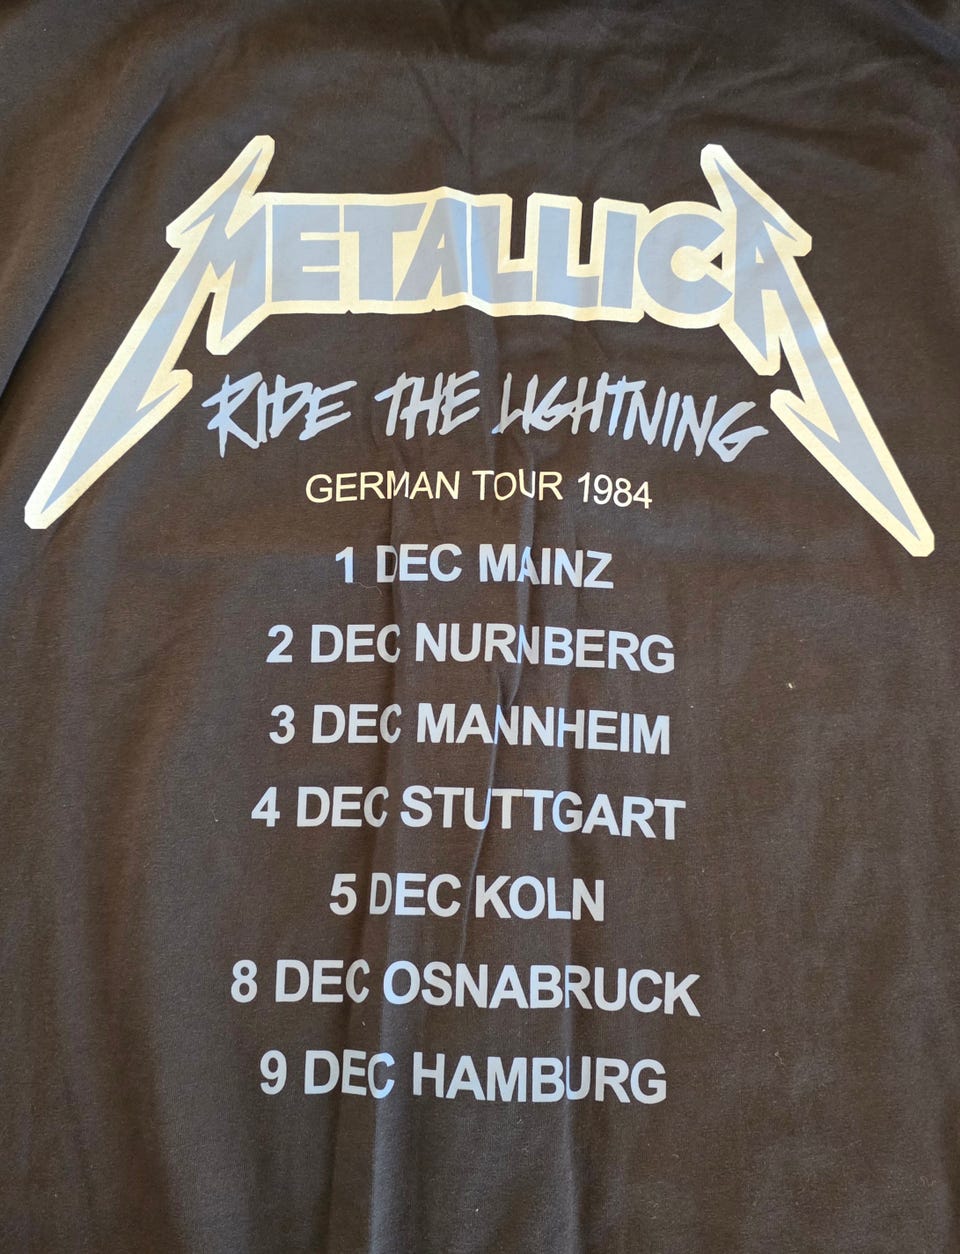 METALLICA
RIDE THE LIGHTNING
GERMAN TOUR 1984
1 DEC MAINZ
2 DEC NURNBERG
3 DEC MANNHEIM
4 DEC STUTTGART
5 DEC KOLN
8 DEC OSNABRUCK
9 DEC HAMBURG